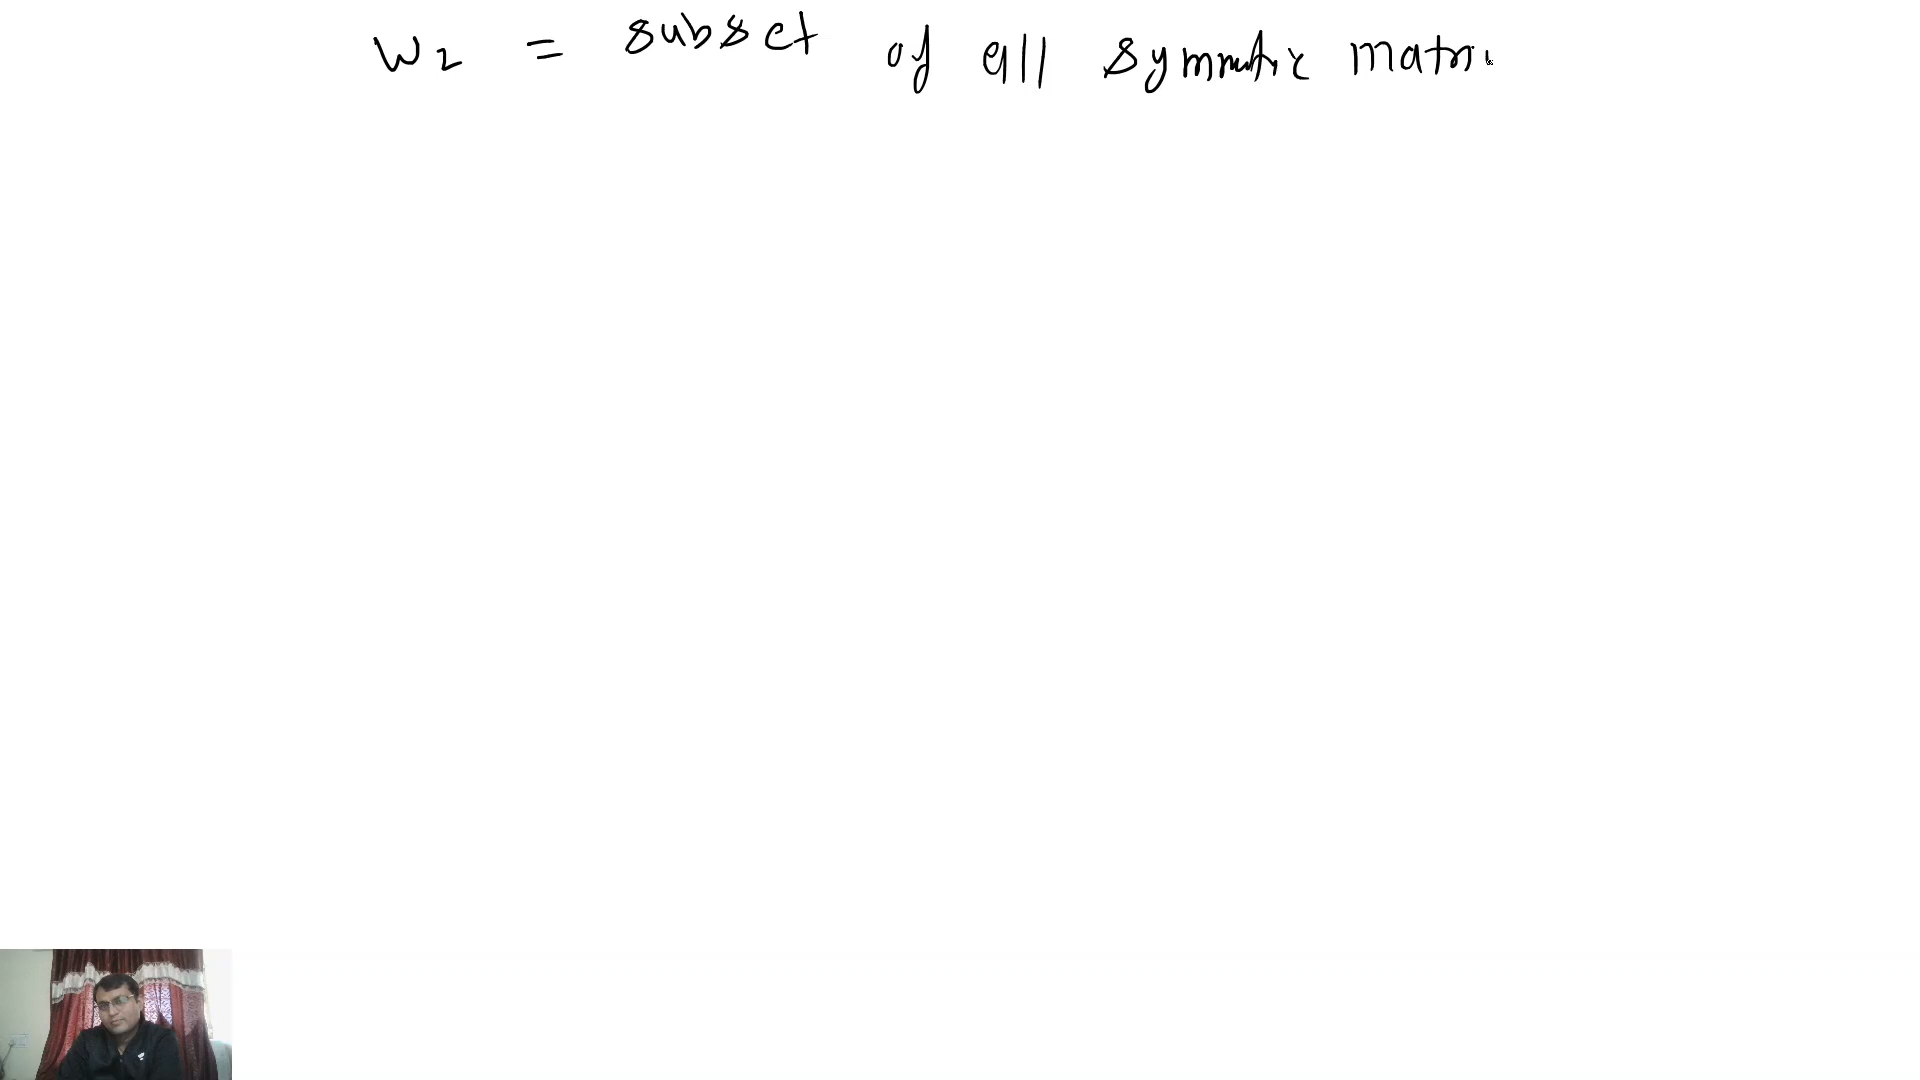 W2 = subset of all symmetric matri